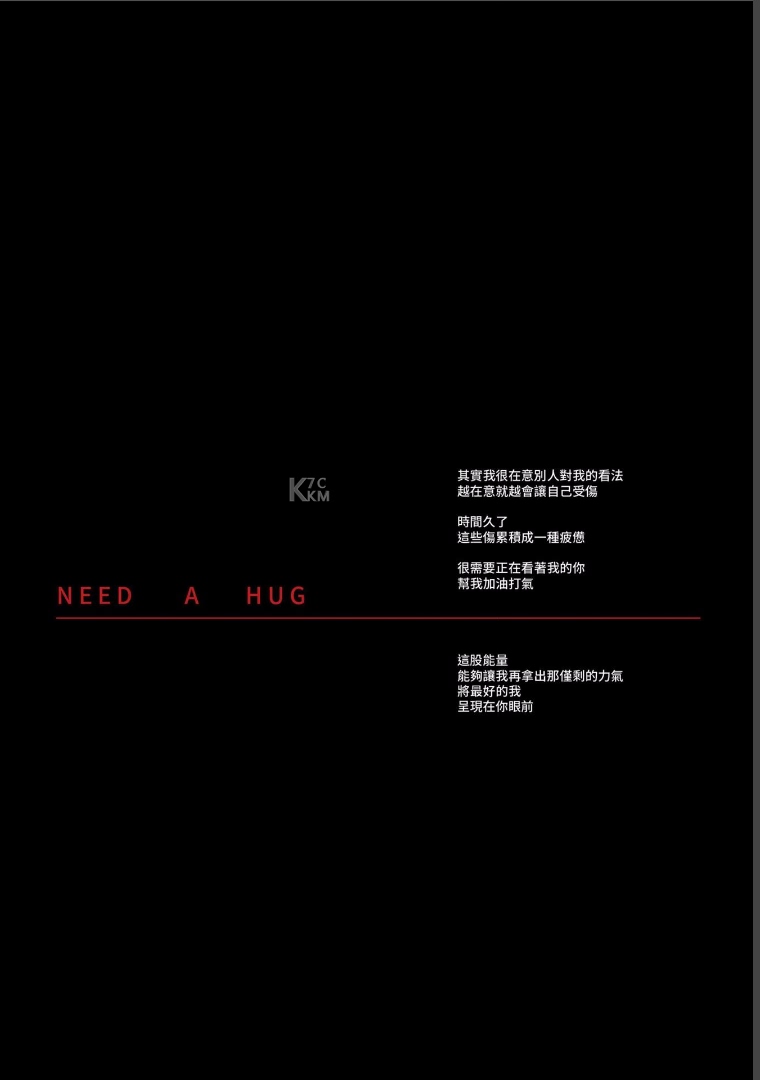 K7C
KM
其實我很在意別人對我的看法
越在意就越會讓自己受傷
時間久了
這些傷累積成一種疲憊
很需要正在看著我的你
幫我加油打氣
NEED A HUG
這股能量
能夠讓我再拿出那僅剩的力氣
將最好的我
呈現在你眼前